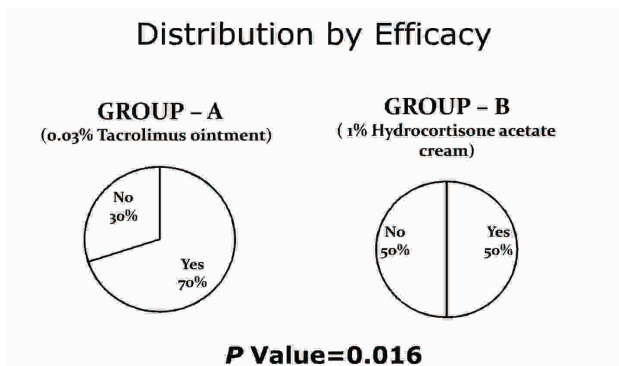 Distribution by Efficacy
GROUP – A
(0.03% Tacrolimus ointment)
No
30%
Yes
70%
GROUP – B
( 1% Hydrocortisone acetate
cream)
No
50%
Yes
50%
P Value=0.016